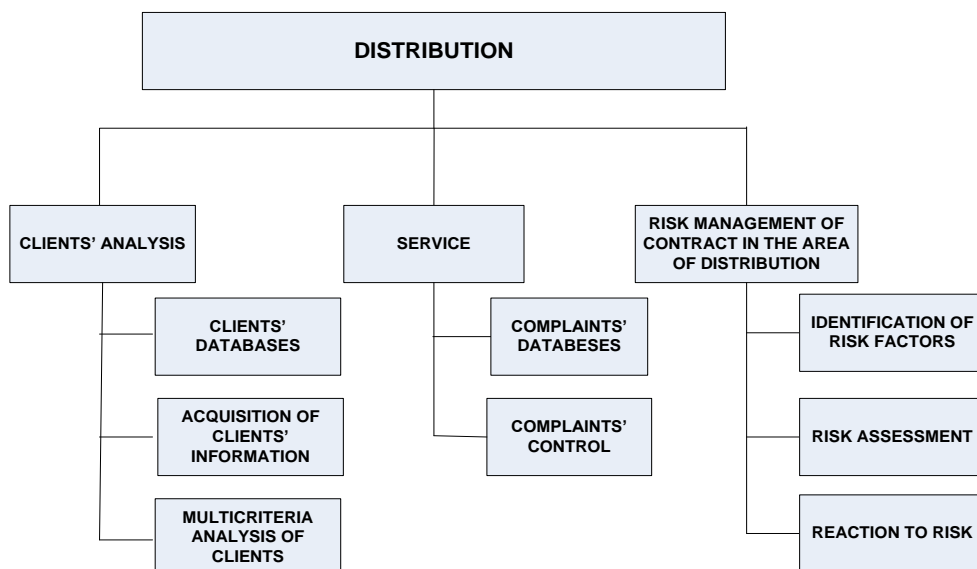 DISTRIBUTION
CLIENTS' ANALYSIS
SERVICE
RISK MANAGEMENT OF
CONTRACT IN THE AREA
OF DISTRIBUTION
CLIENTS'
DATABASES
ACQUISITION OF
CLIENTS'
INFORMATION
MULTICRITERIA
ANALYSIS OF
CLIENTS
COMPLAINTS'
DATABESES
COMPLAINTS'
CONTROL
IDENTIFICATION OF
RISK FACTORS
RISK ASSESSMENT
REACTION TO RISK